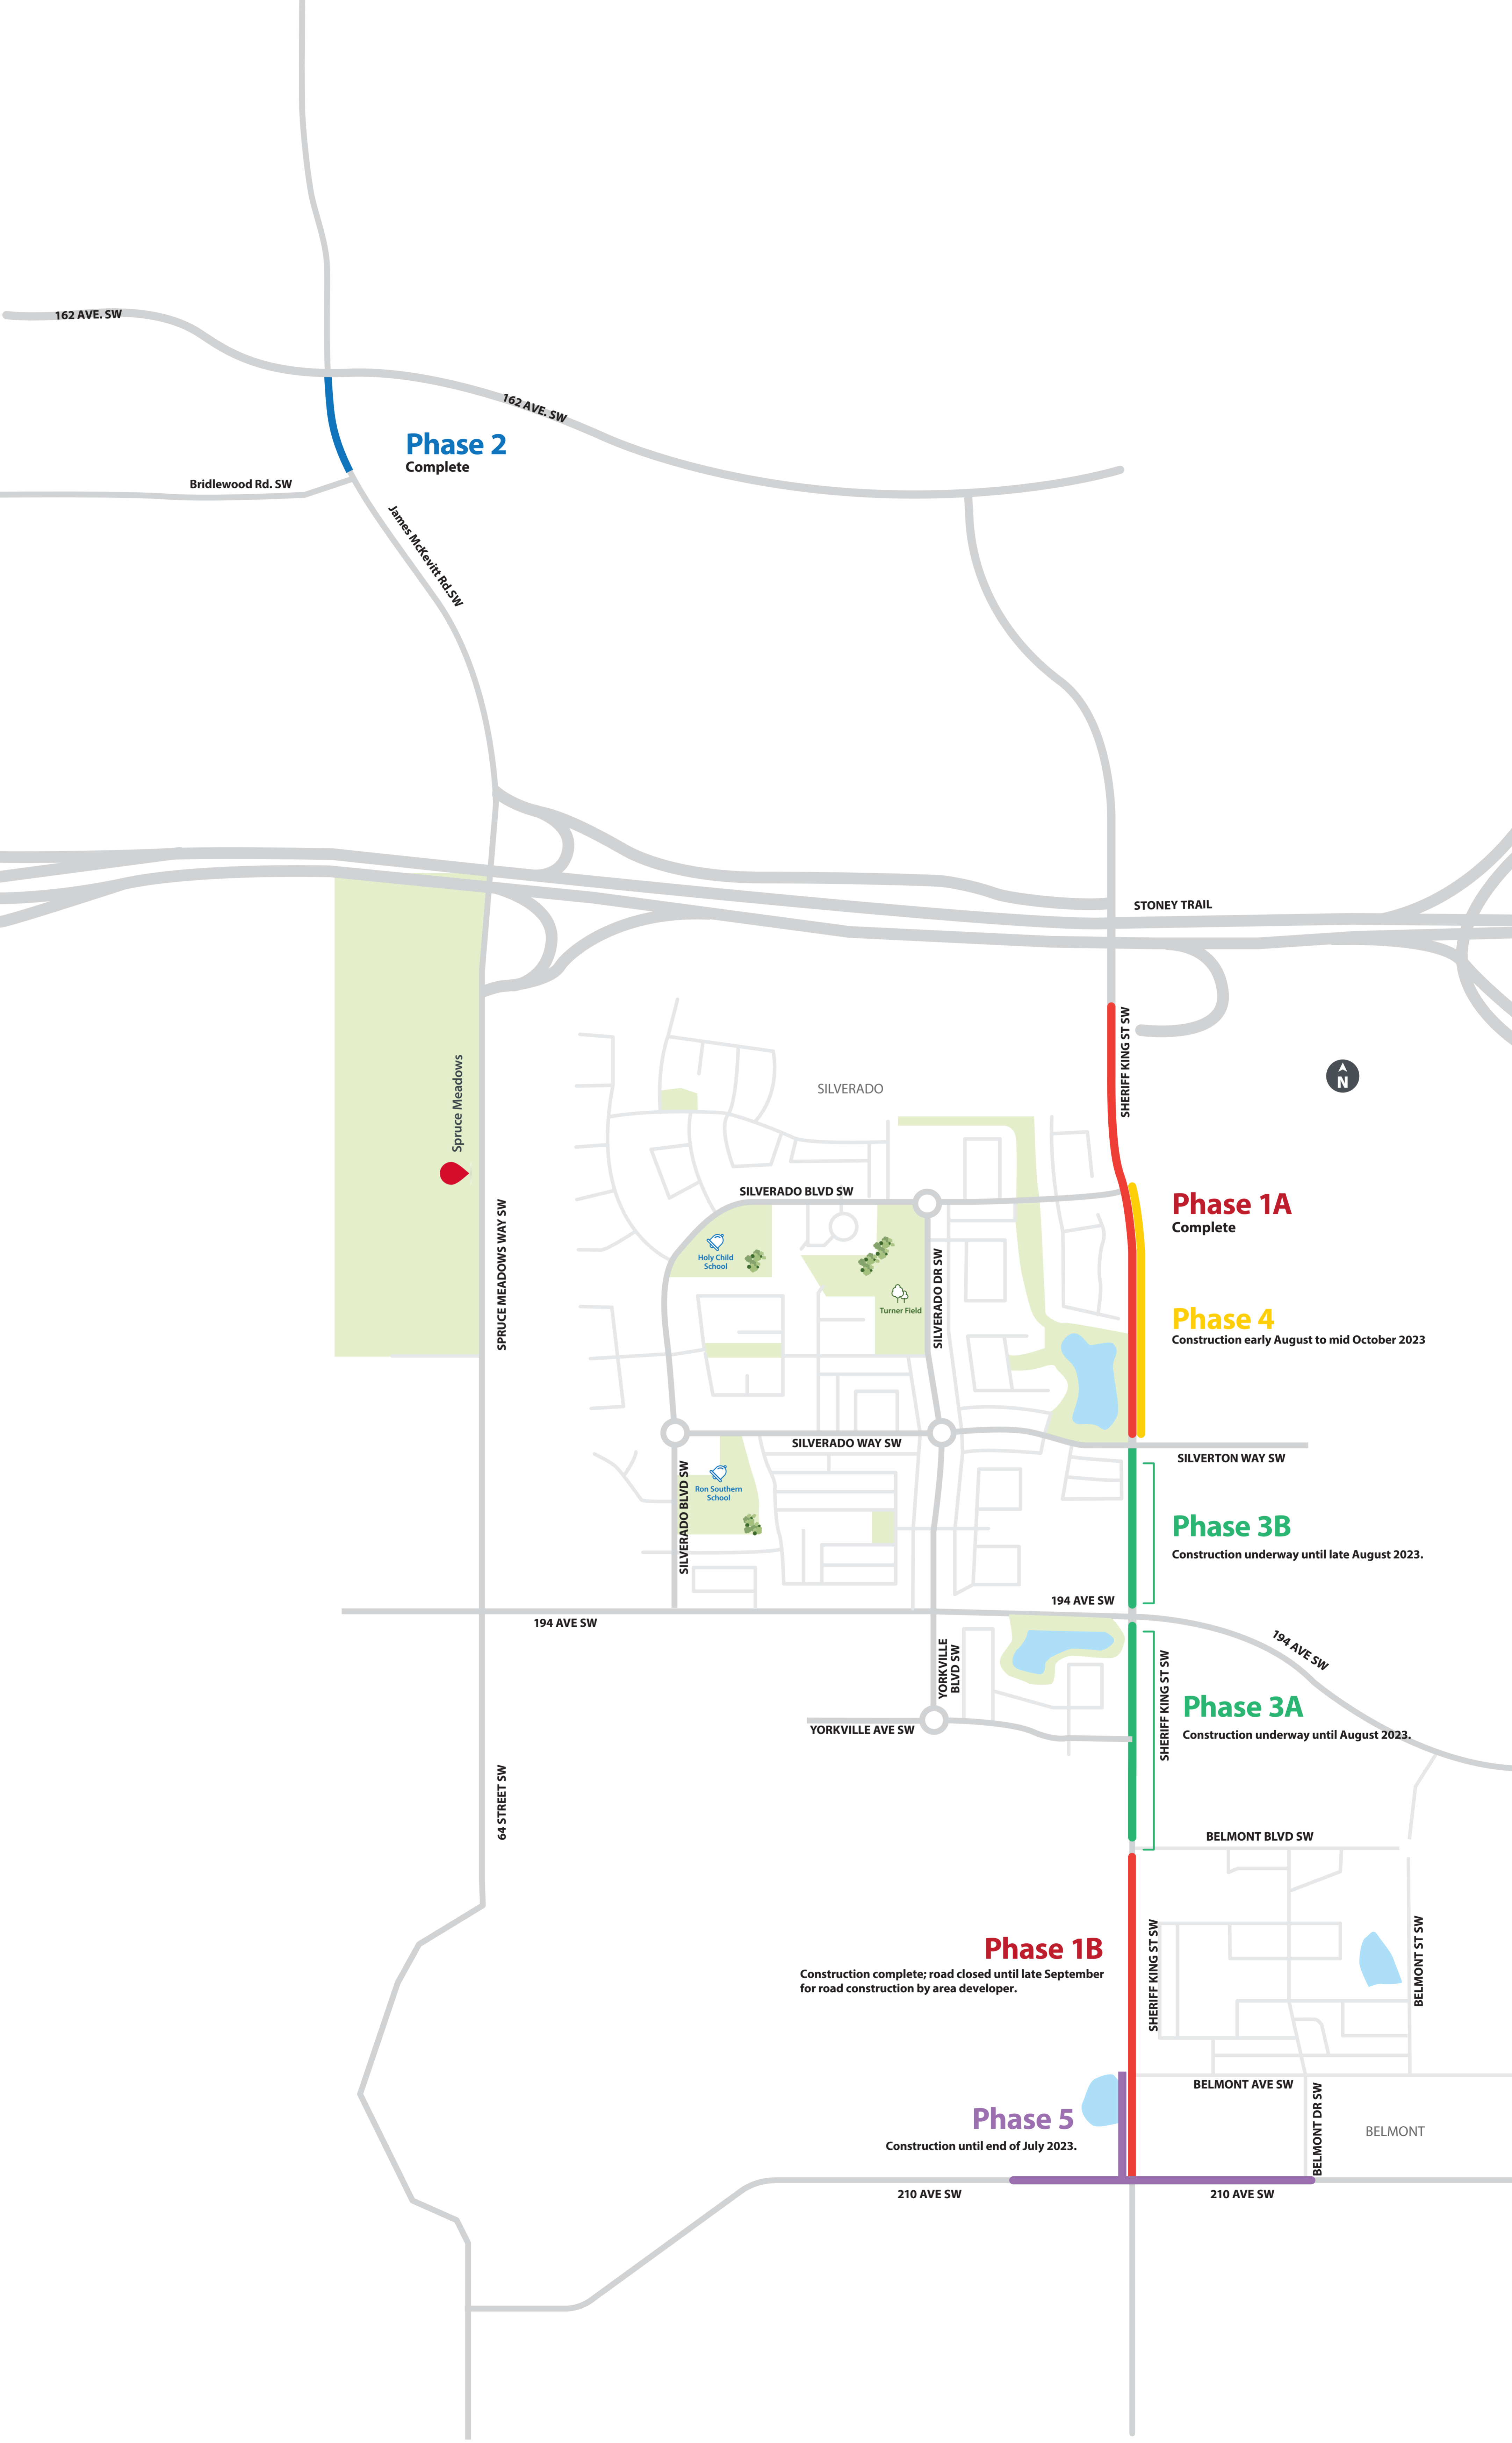 162 AVE. SW
162 AVE. SW
Phase 2
Complete
Bridlewood Rd. SW
James McKevitt Rd.SW
STONEY TRAIL
SHERIFF KING ST SW
N
Spruce Meadows
SILVERADO
SILVERADO BLVD SW
SPRUCE MEADOWS WAY SW
Holy Child
School
Turner Field
SILVERADO DR SW
Phase 1A
Complete
Phase 4
Construction early August to mid October 2023
SILVERADO WAY SW
SILVERTON WAY SW
SILVERADO BLVD SW
Ron Southern
School
Phase 3B
Construction underway until late August 2023.
194 AVE SW
194 AVE SW
194 AVE SW
YORKVILLE
BLVD SW
YORKVILLE AVE SW
SHERIFF KING ST SW
Phase 3A
Construction underway until August 2023.
64 STREET SW
BELMONT BLVD SW
Phase 1B
Construction complete; road closed until late September
for road construction by area developer.
SHERIFF KING ST SW
BELMONT ST SW
BELMONT AVE SW
BELMONT DR SW
BELMONT
Phase 5
Construction until end of July 2023.
210 AVE SW
210 AVE SW